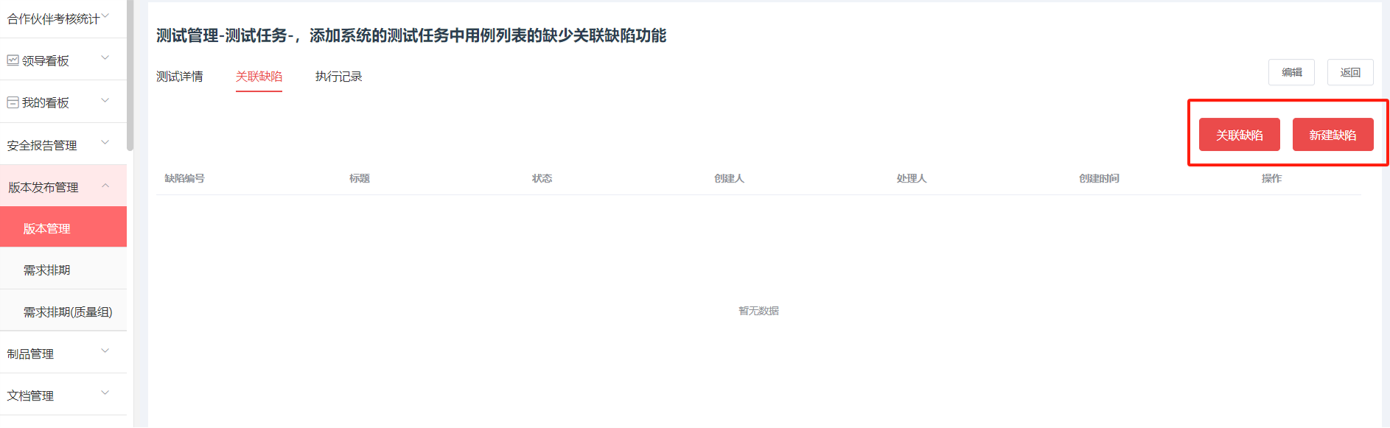 合作伙伴考核统计
领导看板
我的看板
安全报告管理
版本发布管理
版本管理
需求排期
需求排期(质量组)
制品管理
文档管理
测试管理-测试任务-，添加系统的测试任务中用例列表的缺少关联缺陷功能
测试详情 关联缺陷 执行记录
编辑 返回
关联缺陷 新建缺陷
缺陷编号 标题 状态 创建人 处理人 创建时间 操作
暂无数据